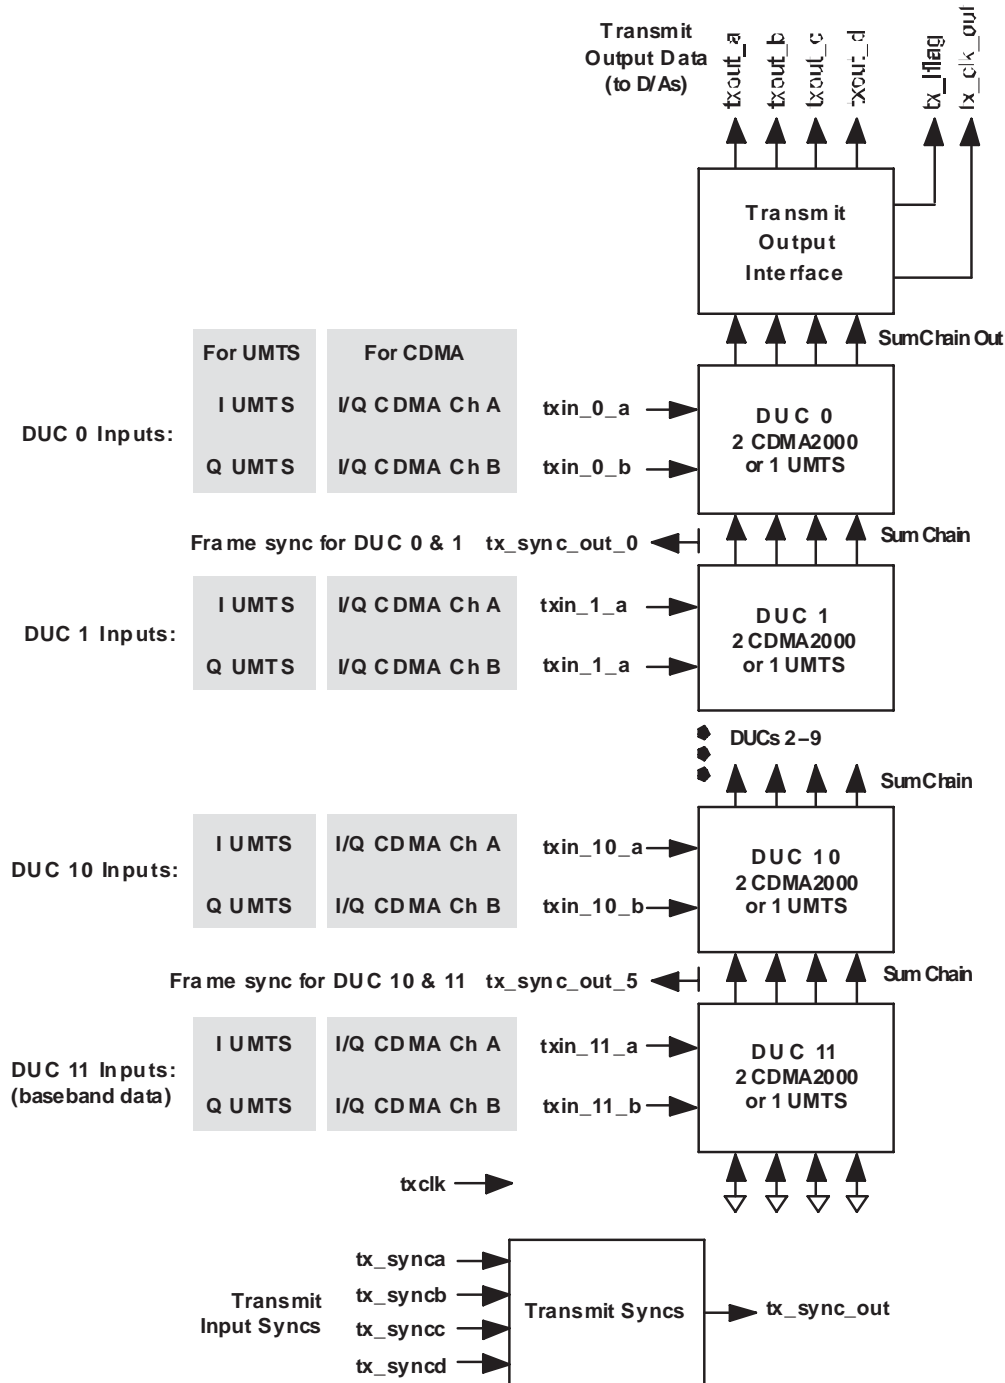 Transmit
Output Data
(to D/As)
txout_a
txout_b
txout_c
txout_d
tx_Iflag
tx_clk_out
Transmit
Output
Interface
SumChain Out
For UMTS
For CDMA
DUC 0 Inputs:
I UMTS
I/Q CDMA Ch A
txin_0_a
Q UMTS
I/Q CDMA Ch B
txin_0_b
DUC 0
2 CDMA2000
or 1 UMTS
Frame sync for DUC 0 & 1
tx_sync_out_0
SumChain
DUC 1 Inputs:
I UMTS
I/Q CDMA Ch A
txin_1_a
Q UMTS
I/Q CDMA Ch B
txin_1_a
DUC 1
2 CDMA2000
or 1 UMTS
DUCs 2–9
SumChain
DUC 10 Inputs:
I UMTS
I/Q CDMA Ch A
txin_10_a
Q UMTS
I/Q CDMA Ch B
txin_10_b
DUC 10
2 CDMA2000
or 1 UMTS
Frame sync for DUC 10 & 11
tx_sync_out_5
SumChain
DUC 11 Inputs:
(baseband data)
I UMTS
I/Q CDMA Ch A
txin_11_a
Q UMTS
I/Q CDMA Ch B
txin_11_b
DUC 11
2 CDMA2000
or 1 UMTS
txclk
Transmit
Input Syncs
tx_synca
tx_syncb
tx_syncc
tx_syncd
Transmit Syncs
tx_sync_out